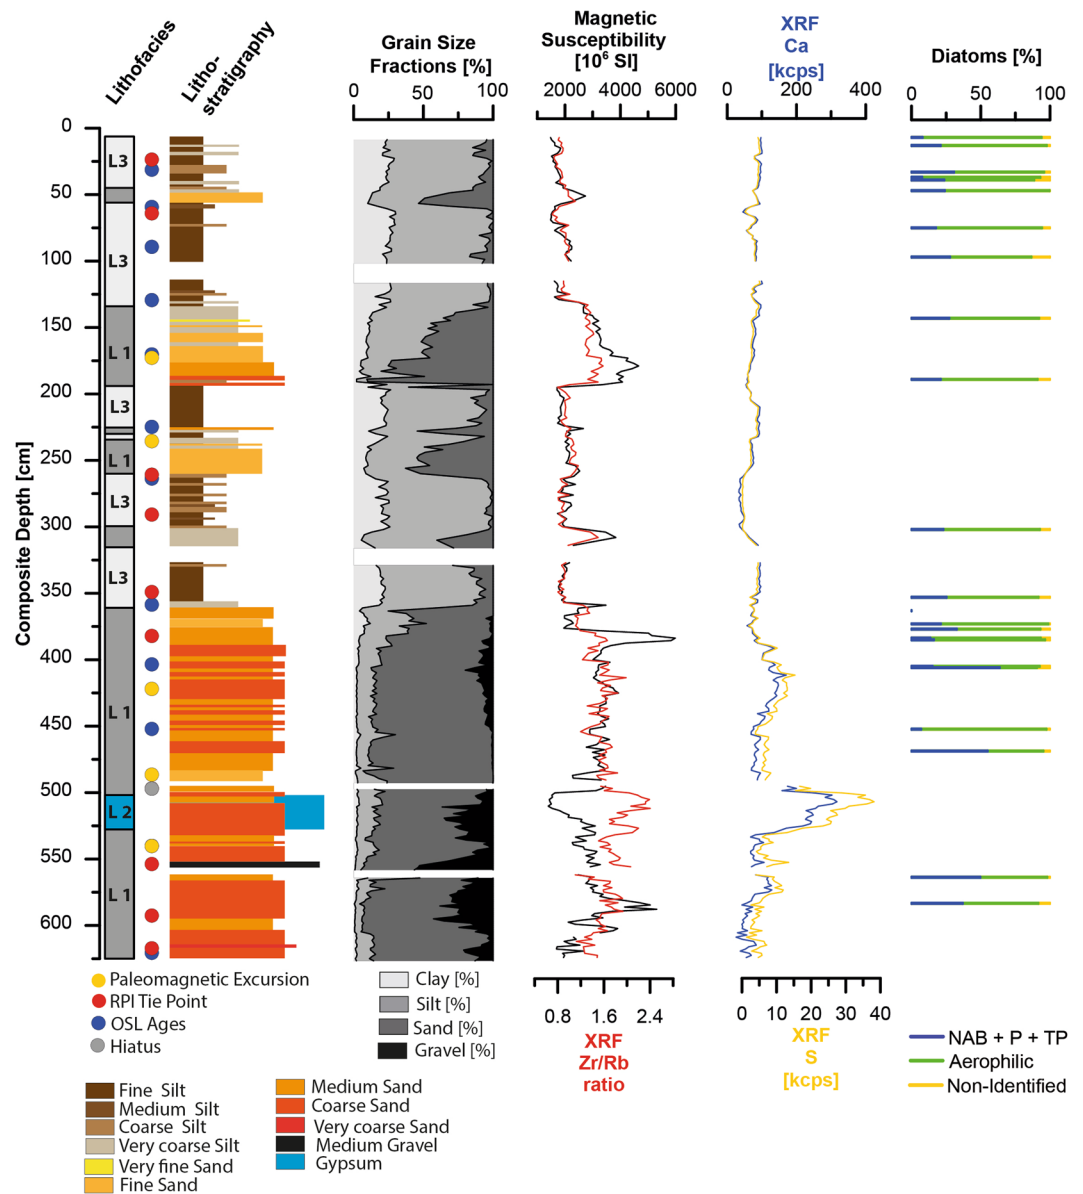 Lithofacies
Litho-
stratigraphy
Grain Size
Fractions [%]
Magnetic
Susceptibility
[10⁶ SI]
XRF
Ca
[kcps]
Diatoms [%]
0 50 100
2000 4000 6000
0 200 400
0 50 100
Composite Depth [cm]
0
50
100
150
200
250
300
350
400
450
500
550
600
L3
L3
L 1
L3
L1
L3
L3
L 1
L 2
L 1
Paleomagnetic Excursion
RPI Tie Point
OSL Ages
Hiatus
Clay [%]
Silt [%]
Sand [%]
Gravel [%]
0.8 1.6 2.4
XRF
Zr/Rb
ratio
0 10 20 30 40
XRF
S
[kcps]
NAB + P + TP
Aerophilic
Non-Identified
Fine Silt
Medium Silt
Coarse Silt
Very coarse Silt
Very fine Sand
Fine Sand
Medium Sand
Coarse Sand
Very coarse Sand
Medium Gravel
Gypsum